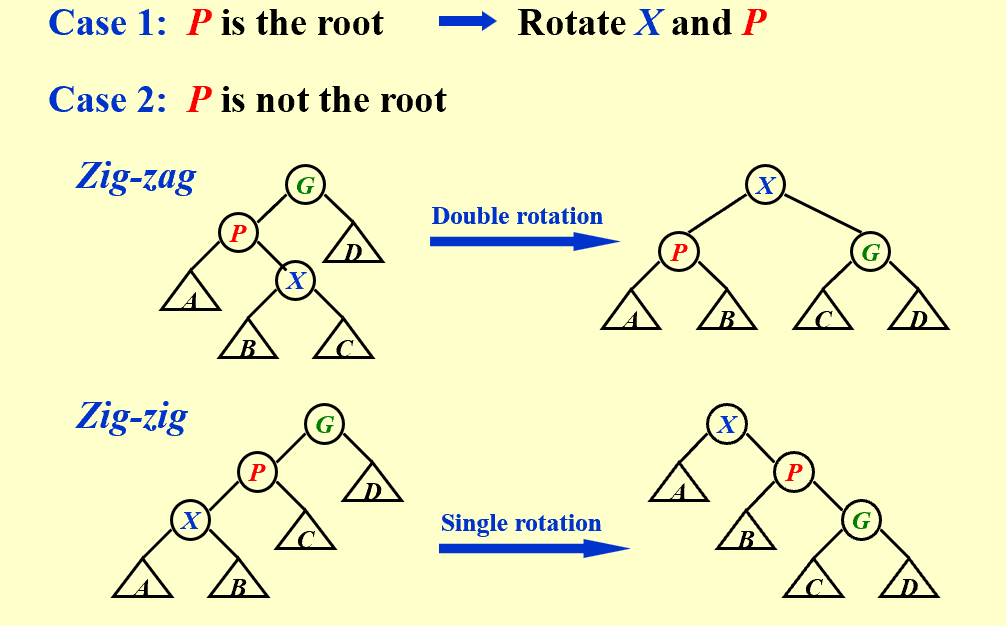 Case 1: P is the root → Rotate X and P
Case 2: P is not the root
Zig-zag
G
P
D
X
A
B C
Double rotation
X
P G
A B C D
Zig-zig
G
P
D
X
C
A B
Single rotation
X
A P
B G
C D